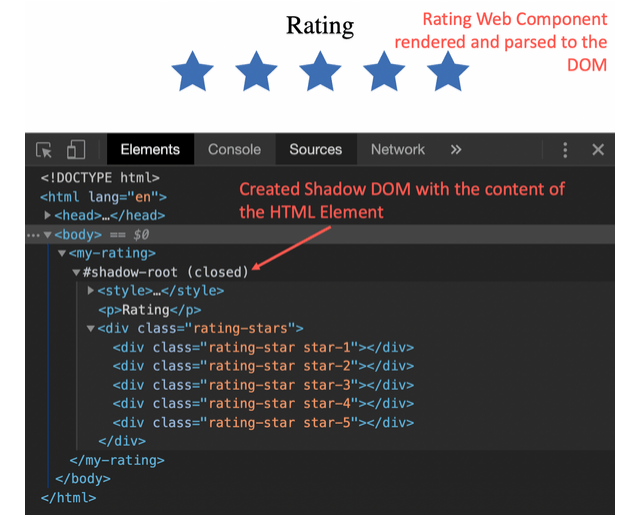 Rating
Rating Web Component
rendered and parsed to the
DOM
Elements Console Sources Network »
<!DOCTYPE html>
<html lang="en">
<head>…</head>
Created Shadow DOM with the content of
the HTML Element
<body> == $0
<my-rating>
#shadow-root (closed)
<style>…</style>
<p>Rating</p>
<div class="rating-stars">
<div class="rating-star star-1"></div>
<div class="rating-star star-2"></div>
<div class="rating-star star-3"></div>
<div class="rating-star star-4"></div>
<div class="rating-star star-5"></div>
</div>
</my-rating>
</body>
</html>